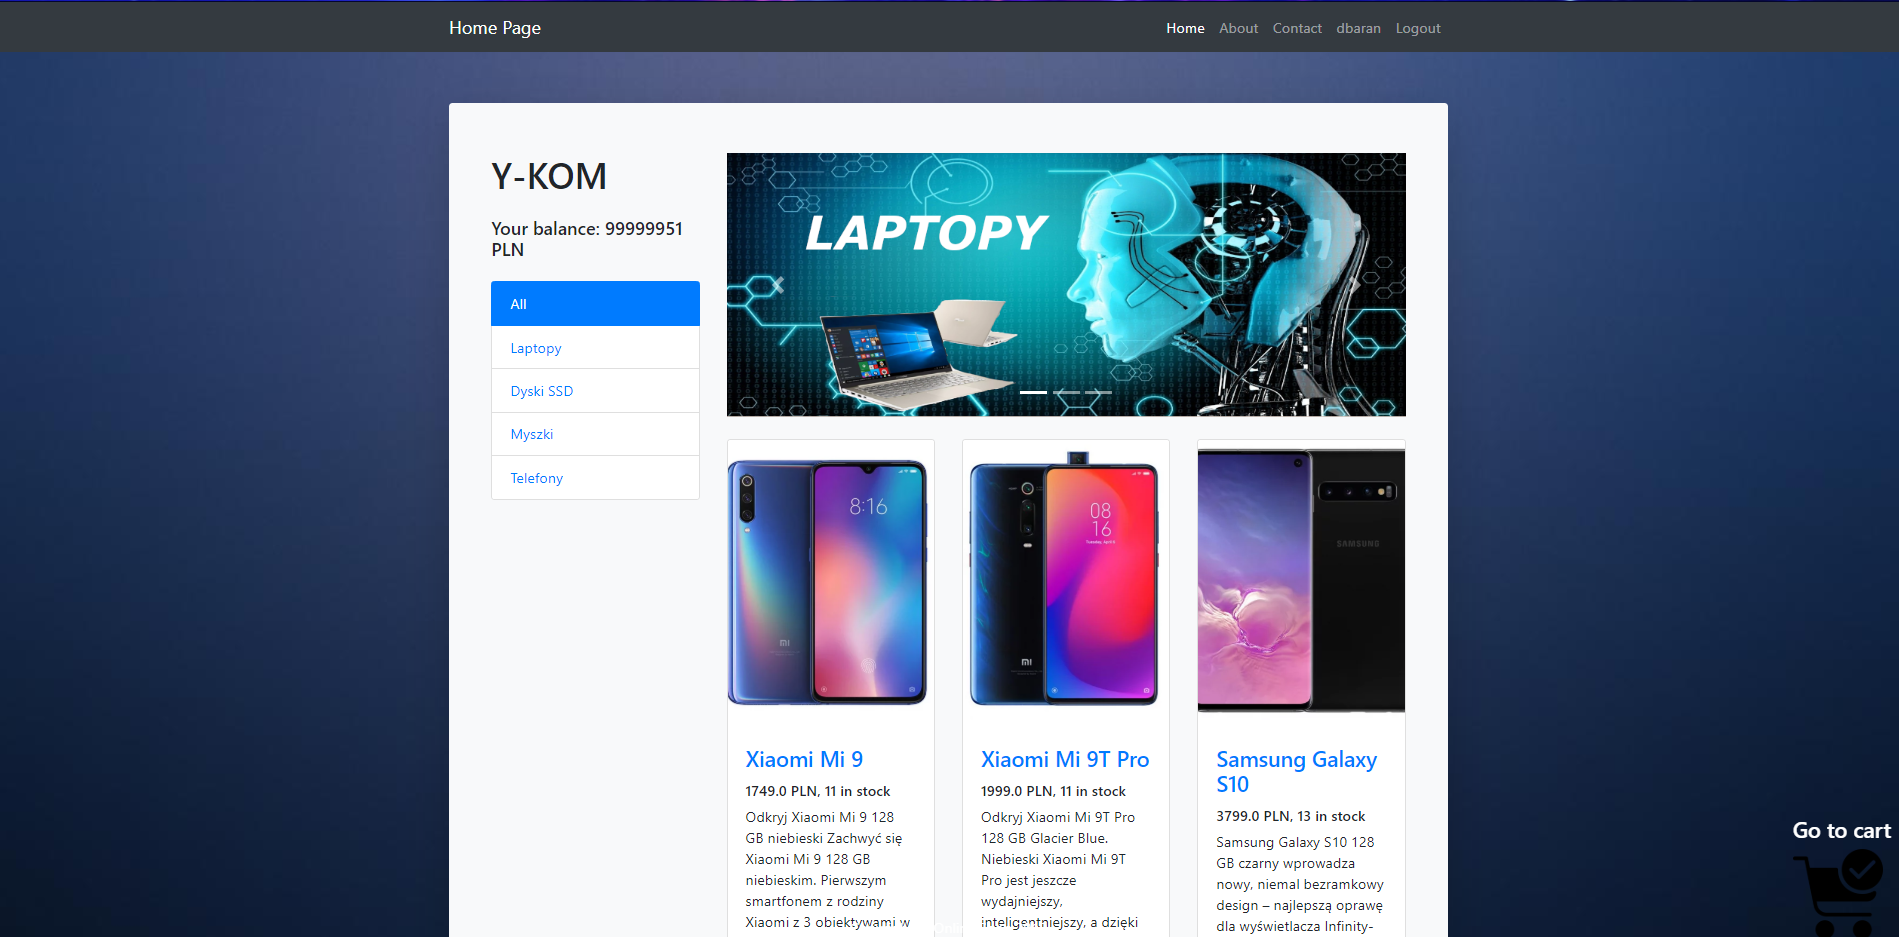 Home Page
Home About Contact dbaran Logout
Y-KOM
Your balance: 99999951
PLN
All
Laptopy
Dyski SSD
Myszki
Telefony
LAPTOPY
8:16
08
16
SAMSUNG
Xiaomi Mi 9
1749.0 PLN, 11 in stock
Odkryj Xiaomi Mi 9 128
GB niebieski Zachwyć się
Xiaomi Mi 9 128 GB
niebieskim. Pierwszym
smartfonem z rodziny
Xiaomi z 3 obiektywami w
Xiaomi Mi 9T Pro
1999.0 PLN, 11 in stock
Odkryj Xiaomi Mi 9T Pro
128 GB Glacier Blue.
Niebieski Xiaomi Mi 9T
Pro jest jeszcze
wydajniejszy,
inteligentniejszy, a dzięki
Samsung Galaxy
S10
3799.0 PLN, 13 in stock
Samsung Galaxy S10 128
GB czarny wprowadza
nowy, niemal bezramkowy
design – najlepszą oprawę
dla wyświetlacza Infinity-
Go to cart